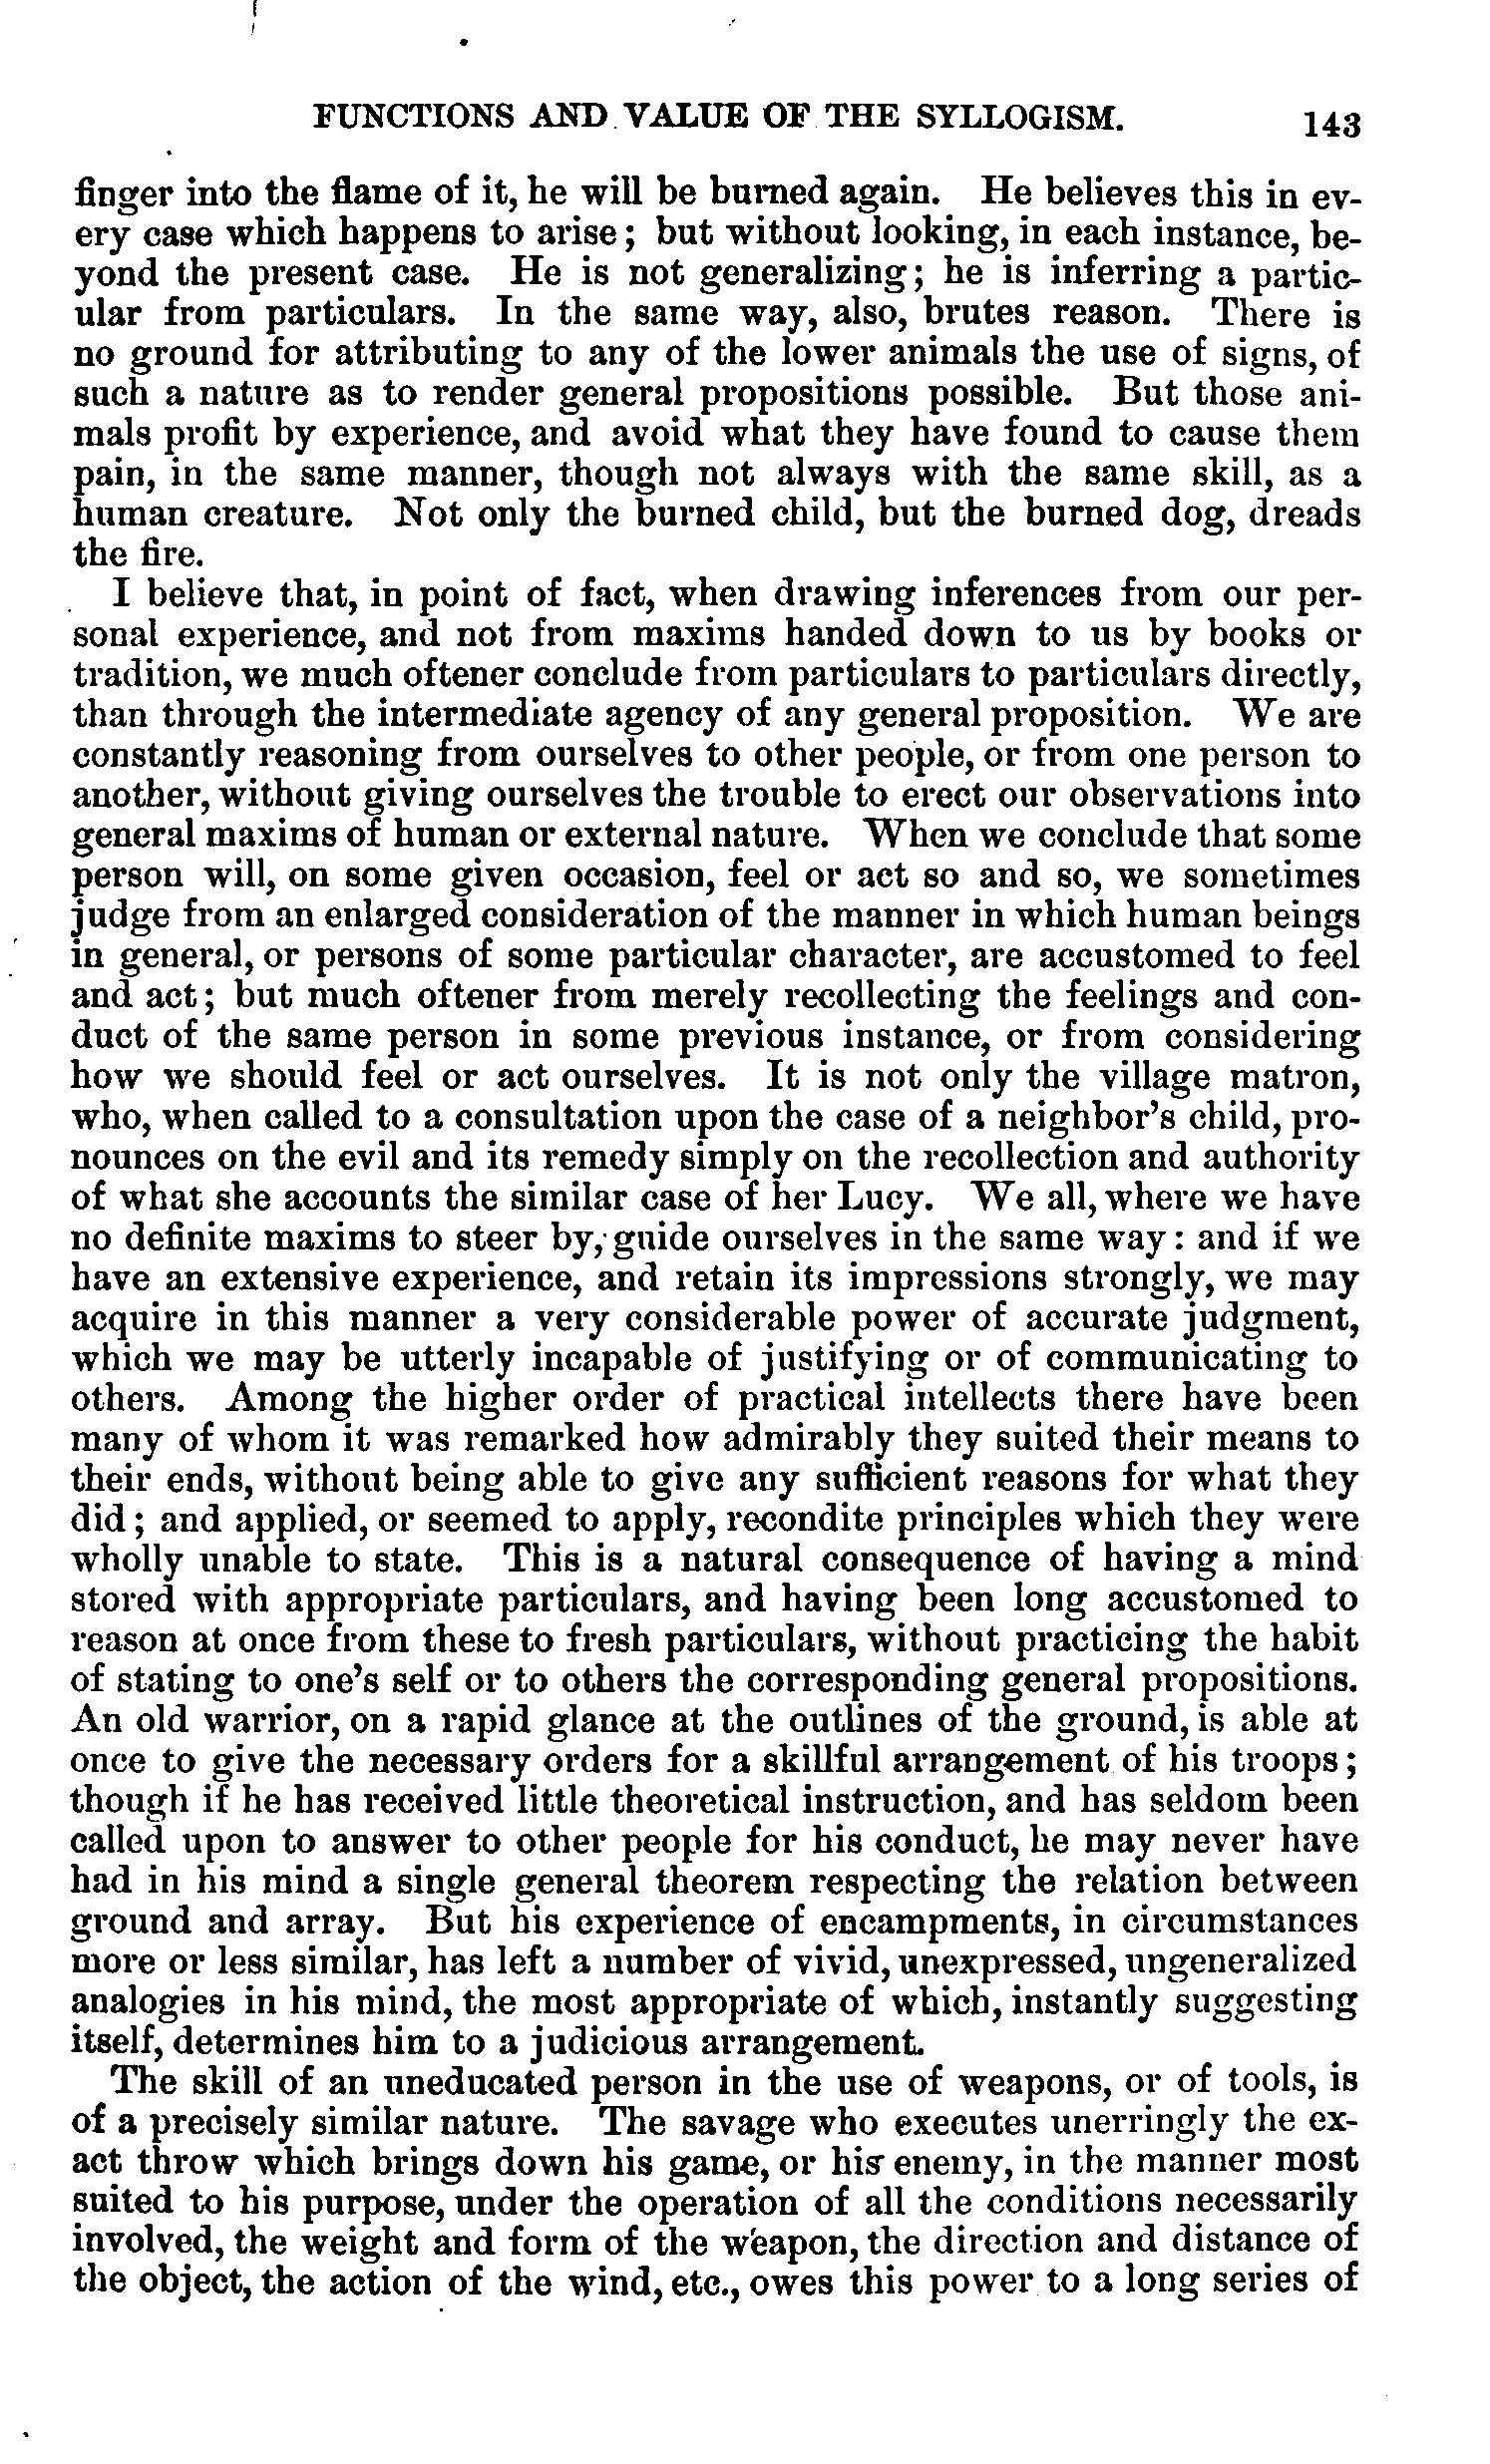 FUNCTIONS AND VALUE OF THE SYLLOGISM. 143
finger into the flame of it, he will be burned again. He believes this in ev-
ery case which happens to arise; but without looking, in each instance, be-
yond the present case. He is not generalizing; he is inferring a partic-
ular from particulars. In the same way, also, brutes reason. There is
no ground for attributing to any of the lower animals the use of signs, of
such a nature as to render general propositions possible. But those ani-
mals profit by experience, and avoid what they have found to cause them
pain, in the same manner, though not always with the same skill, as a
human creature. Not only the burned child, but the burned dog, dreads
the fire.
I believe that, in point of fact, when drawing inferences from our per-
sonal experience, and not from maxims handed down to us by books or
tradition, we much oftener conclude from particulars to particulars directly,
than through the intermediate agency of any general proposition. We are
constantly reasoning from ourselves to other people, or from one person to
another, without giving ourselves the trouble to erect our observations into
general maxims of human or external nature. When we conclude that some
person will, on some given occasion, feel or act so and so, we sometimes
judge from an enlarged consideration of the manner in which human beings
in general, or persons of some particular character, are accustomed to feel
and act; but much oftener from merely recollecting the feelings and con-
duct of the same person in some previous instance, or from considering
how we should feel or act ourselves. It is not only the village matron,
who, when called to a consultation upon the case of a neighbor's child, pro-
nounces on the evil and its remedy simply on the recollection and authority
of what she accounts the similar case of her Lucy. We all, where we have
no definite maxims to steer by, guide ourselves in the same way: and if we
have an extensive experience, and retain its impressions strongly, we may
acquire in this manner a very considerable power of accurate judgment,
which we may be utterly incapable of justifying or of communicating to
others. Among the higher order of practical intellects there have been
many of whom it was remarked how admirably they suited their means to
their ends, without being able to give any sufficient reasons for what they
did; and applied, or seemed to apply, recondite principles which they were
wholly unable to state. This is a natural consequence of having a mind
stored with appropriate particulars, and having been long accustomed to
reason at once from these to fresh particulars, without practicing the habit
of stating to one's self or to others the corresponding general propositions.
An old warrior, on a rapid glance at the outlines of the ground, is able at
once to give the necessary orders for a skillful arrangement of his troops;
though if he has received little theoretical instruction, and has seldom been
called upon to answer to other people for his conduct, he may never have
had in his mind a single general theorem respecting the relation between
ground and array. But his experience of encampments, in circumstances
more or less similar, has left a number of vivid, unexpressed, ungeneralized
analogies in his mind, the most appropriate of which, instantly suggesting
itself, determines him to a judicious arrangement.
The skill of an uneducated person in the use of weapons, or of tools, is
of a precisely similar nature. The savage who executes unerringly the ex-
act throw which brings down his game, or his enemy, in the manner most
suited to his purpose, under the operation of all the conditions necessarily
involved, the weight and form of the weapon, the direction and distance of
the object, the action of the wind, etc., owes this power to a long series of